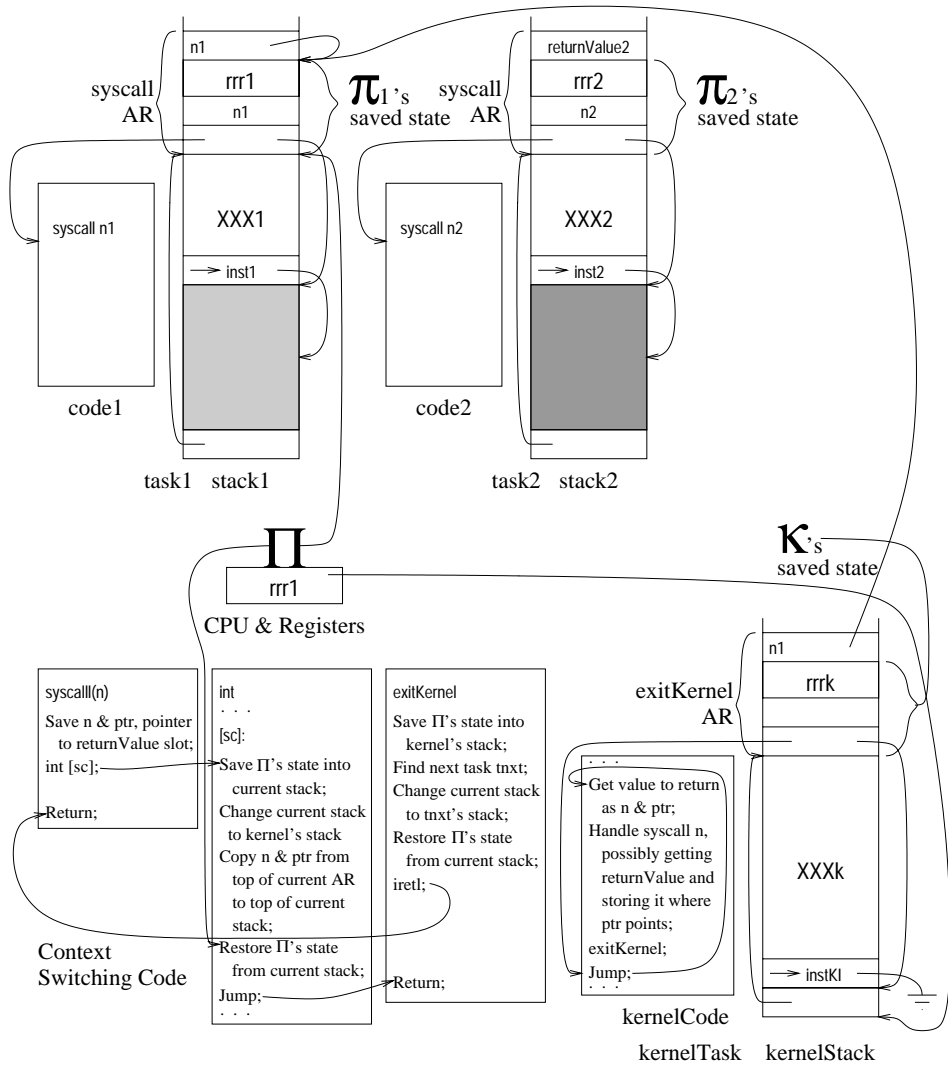 n1
rrr1
n1
syscall
AR
π1's
saved state
XXX1
inst1
syscall n1
code1
task1 stack1
returnValue2
rrr2
n2
syscall
AR
π2's
saved state
XXX2
inst2
syscall n2
code2
task2 stack2
Π
rrr1
CPU & Registers
κ's
saved state
syscalll(n)
Save n & ptr, pointer
to returnValue slot;
int [sc];
Return;
Context
Switching Code
int
. . .
[sc]:
Save Π's state into
current stack;
Change current stack
to kernel's stack
Copy n & ptr from
top of current AR
to top of current
stack;
Restore Π's state
from current stack;
Jump;
. . .
exitKernel
Save Π's state into
kernel's stack;
Find next task tnxt;
Change current stack
to tnxt's stack;
Restore Π's state
from current stack;
iretl;
Return;
. . .
Get value to return
as n & ptr;
Handle syscall n,
possibly getting
returnValue and
storing it where
ptr points;
exitKernel;
Jump;
. . .
kernelCode
n1
rrrk
exitKernel
AR
XXXk
instKI
kernelTask kernelStack